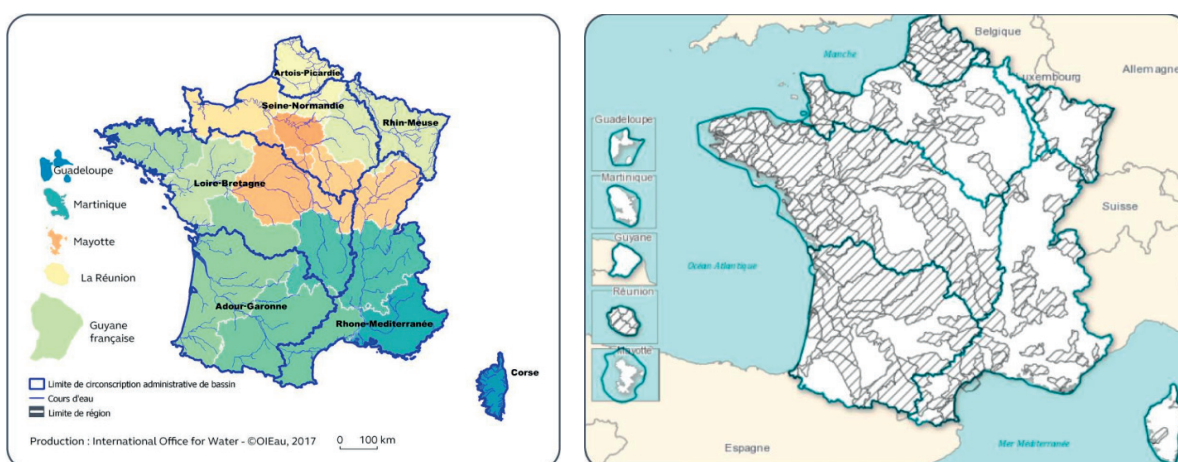 Artois-Picardie
Seine-Normandie
Rhin-Meuse
Guadeloupe
Loire-Bretagne
Martinique
Mayotte
La Réunion
Adour-Garonne
Guyane
française
Rhone-Mediterranée
Corse
Limite de circonscription administrative de bassin
Cours d'eau
Limite de région
Production : International Office for Water - ©OIEau, 2017 0 100 km
Belgique
Manche
Allemagne
Luxembourg
Guadeloupe
Martinique
Suisse
Guyane
Océan Atlantique
Réunion
Mayotte
Espagne
Mer Méditerranée